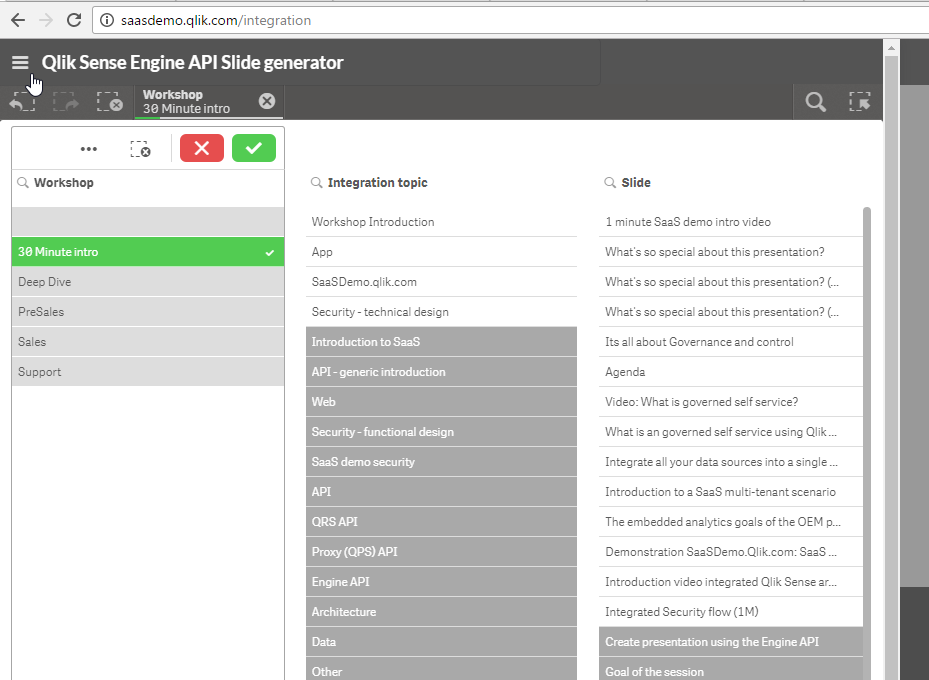 saasdemo.qlik.com/integration
Qlik Sense Engine API Slide generator
Workshop
30 Minute intro
Workshop
30 Minute intro
Deep Dive
PreSales
Sales
Support
Integration topic
Workshop Introduction
App
SaaSDemo.qlik.com
Security - technical design
Introduction to SaaS
API - generic introduction
Web
Security - functional design
SaaS demo security
API
QRS API
Proxy (QPS) API
Engine API
Architecture
Data
Other
Slide
1 minute SaaS demo intro video
What's so special about this presentation?
What's so special about this presentation? (...
What's so special about this presentation? (...
Its all about Governance and control
Agenda
Video: What is governed self service?
What is an governed self service using Qlik ...
Integrate all your data sources into a single ...
Introduction to a SaaS multi-tenant scenario
The embedded analytics goals of the OEM p...
Demonstration SaaSDemo.Qlik.com: SaaS ...
Introduction video integrated Qlik Sense ar...
Integrated Security flow (1M)
Create presentation using the Engine API
Goal of the session